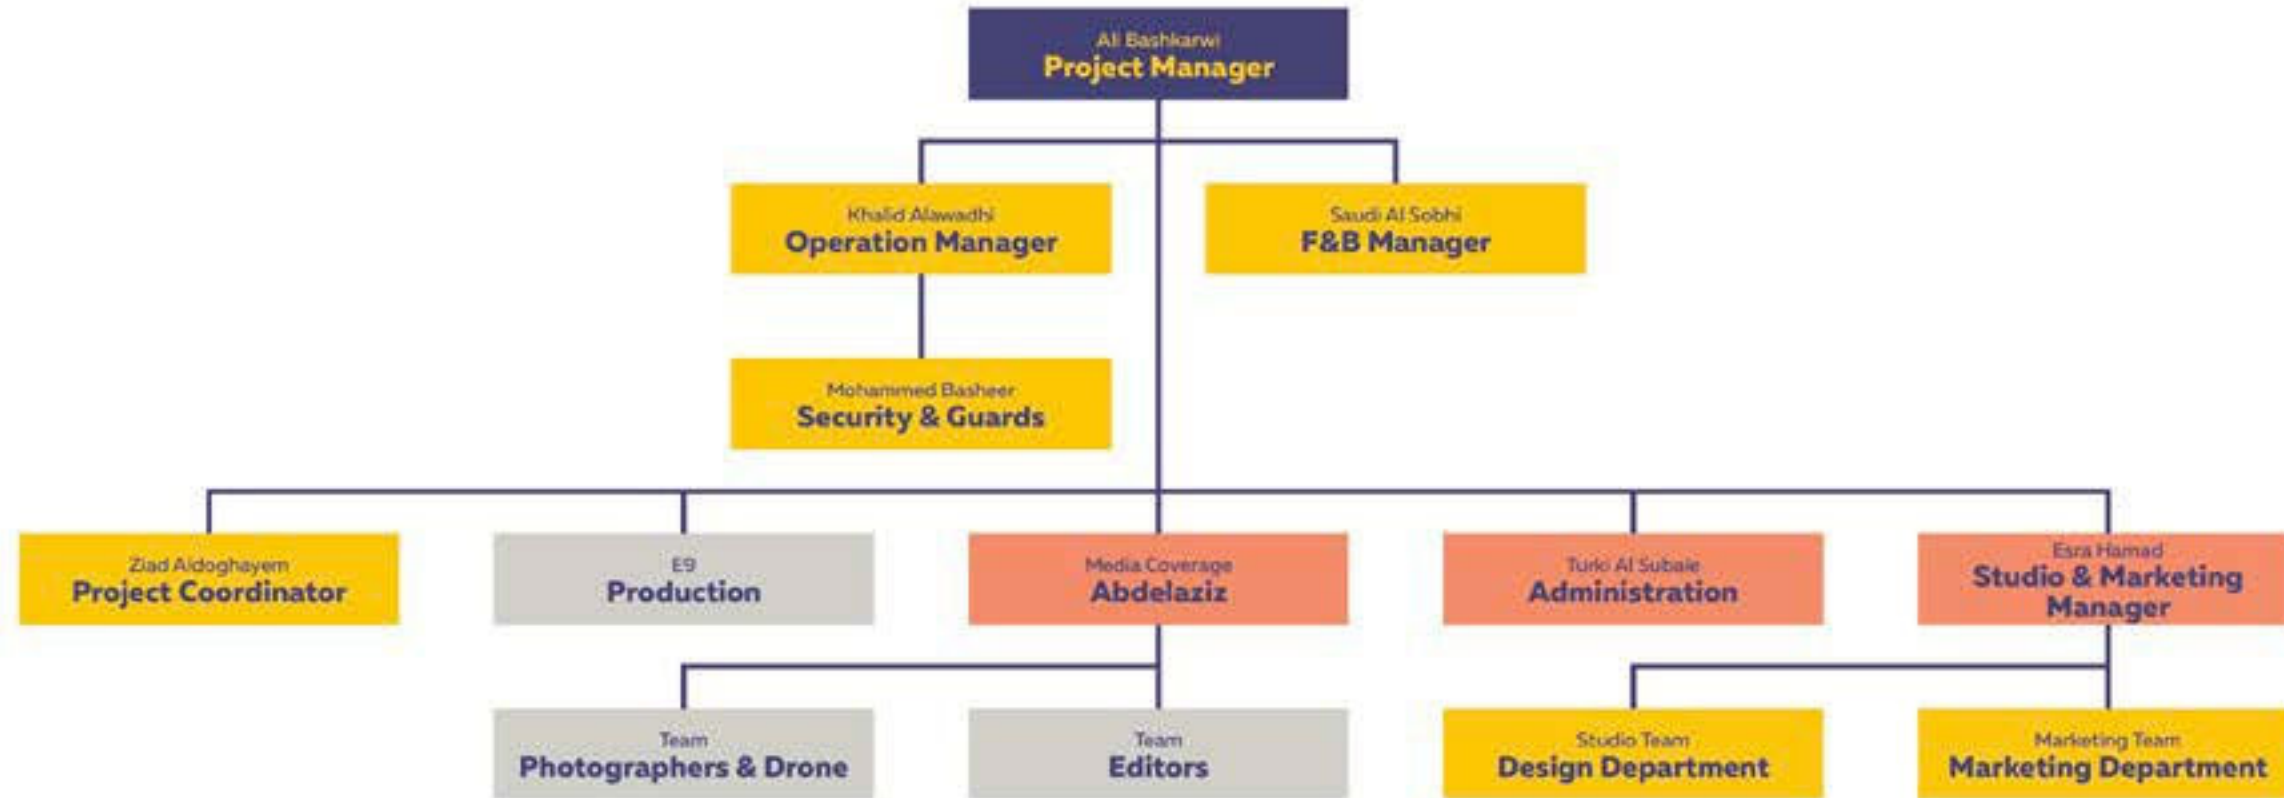 Ali Bashkarwi
Project Manager
Khalid Alawadhi
Operation Manager
Saudi Al Sobhi
F&B Manager
Mohammed Basheer
Security & Guards
Ziad Aldoghayem
Project Coordinator
E9
Production
Media Coverage
Abdelaziz
Turki Al Subaie
Administration
Esra Hamad
Studio & Marketing
Manager
Team
Photographers & Drone
Team
Editors
Studio Team
Design Department
Marketing Team
Marketing Department